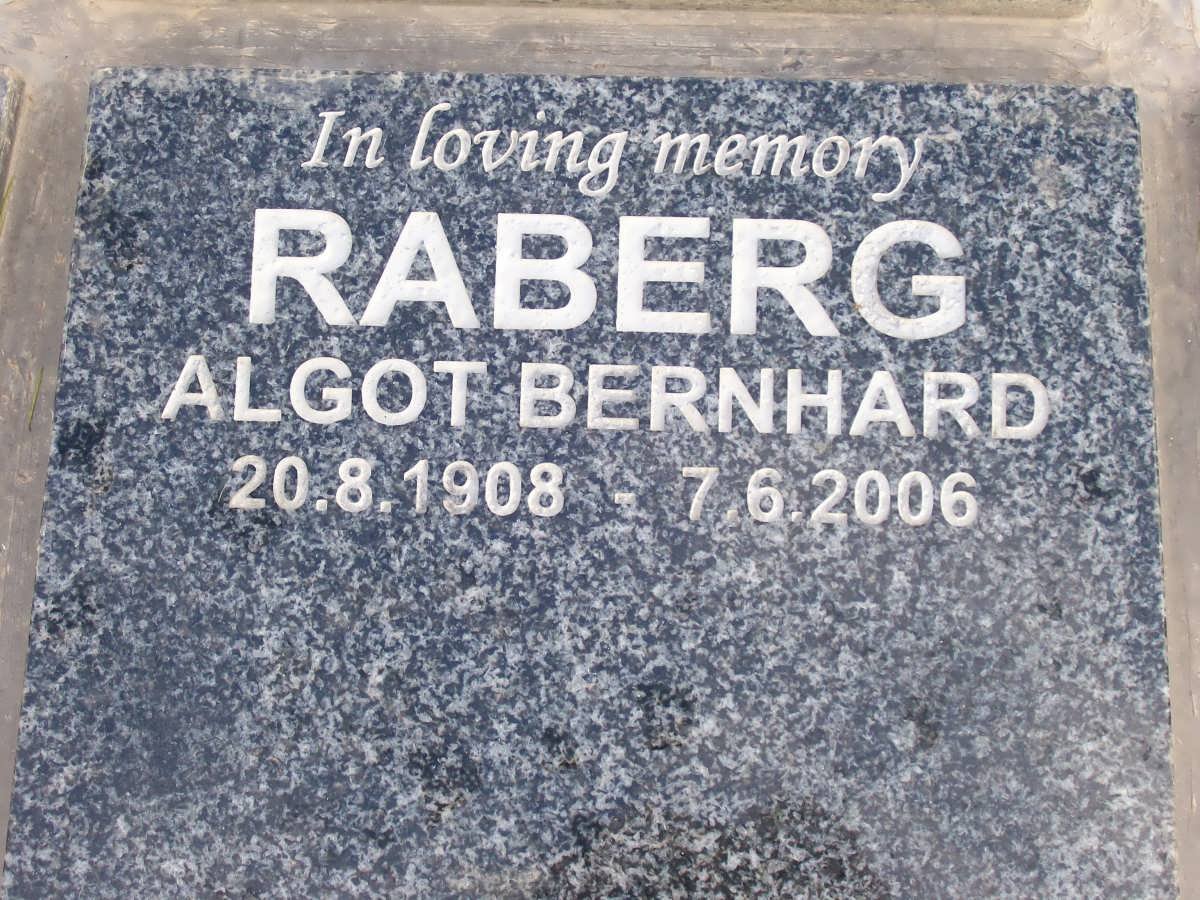 In loving memory
RABERG
ALGOT BERNHARD
20.8.1908 - 7.6.2006